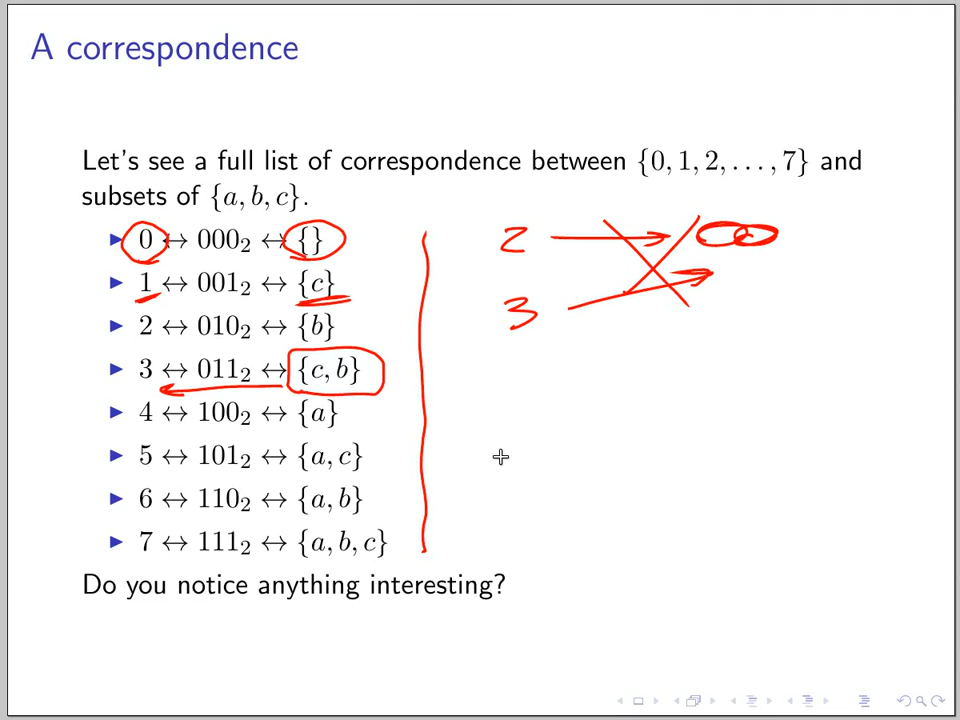 A correspondence
Let's see a full list of correspondence between {0, 1, 2, . . . , 7} and
subsets of {a, b, c}.
▶ 0 ↔ 000₂ ↔ {}
▶ 1 ↔ 001₂ ↔ {c}
▶ 2 ↔ 010₂ ↔ {b}
▶ 3 ↔ 011₂ ↔ {c, b}
▶ 4 ↔ 100₂ ↔ {a}
▶ 5 ↔ 101₂ ↔ {a, c}
▶ 6 ↔ 110₂ ↔ {a, b}
▶ 7 ↔ 111₂ ↔ {a, b, c}
Do you notice anything interesting?
2
3